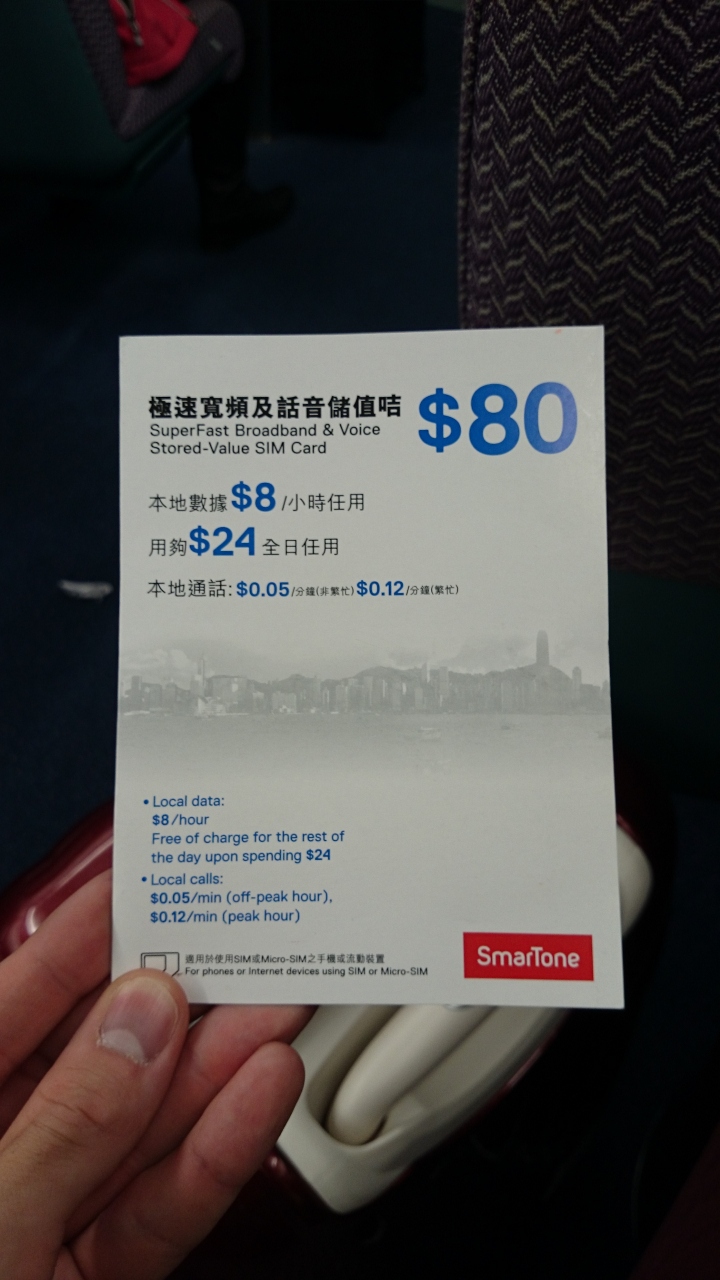 極速寬頻及話音儲值咭
SuperFast Broadband & Voice
Stored-Value SIM Card
$80
本地數據$8/小時任用
用夠$24全日任用
本地通話: $0.05/分鐘(非繁忙) $0.12/分鐘(繁忙)
• Local data:
$8/hour
Free of charge for the rest of
the day upon spending $24
• Local calls:
$0.05/min (off-peak hour),
$0.12/min (peak hour)
適用於使用SIM或Micro-SIM之手機或流動裝置
For phones or Internet devices using SIM or Micro-SIM
SmarTone